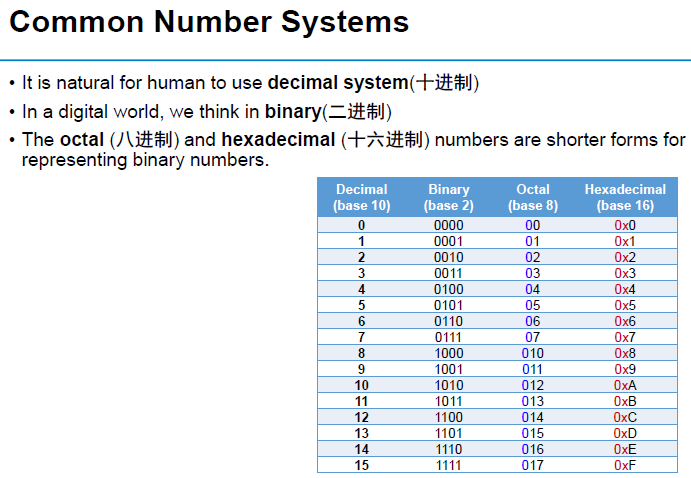 Common Number Systems
• It is natural for human to use decimal system(十进制)
• In a digital world, we think in binary(二进制)
• The octal (八进制) and hexadecimal (十六进制) numbers are shorter forms for
representing binary numbers.
Decimal Binary Octal Hexadecimal
(base 10) (base 2) (base 8) (base 16)
0 0000 00 0x0
1 0001 01 0x1
2 0010 02 0x2
3 0011 03 0x3
4 0100 04 0x4
5 0101 05 0x5
6 0110 06 0x6
7 0111 07 0x7
8 1000 010 0x8
9 1001 011 0x9
10 1010 012 0xA
11 1011 013 0xB
12 1100 014 0xC
13 1101 015 0xD
14 1110 016 0xE
15 1111 017 0xF